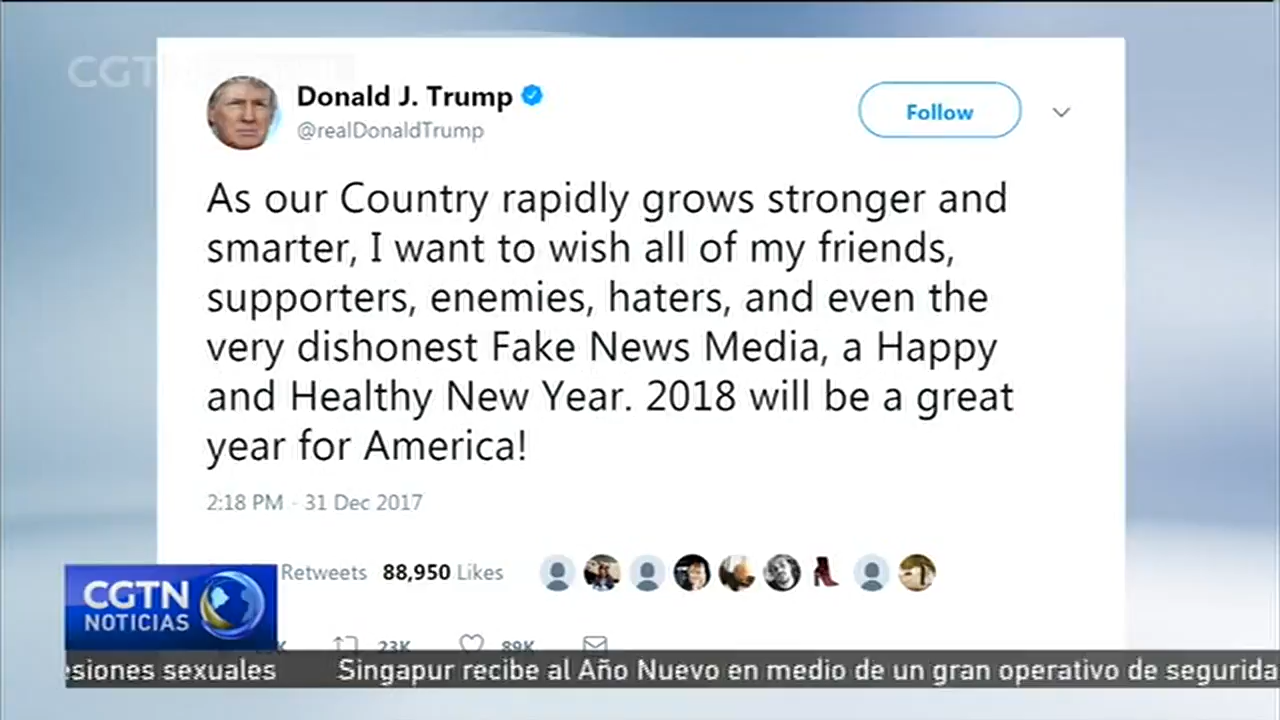 CGT
Donald J. Trump
@realDonaldTrump
Follow
As our Country rapidly grows stronger and
smarter, I want to wish all of my friends,
supporters, enemies, haters, and even the
very dishonest Fake News Media, a Happy
and Healthy New Year. 2018 will be a great
year for America!
2:18 PM - 31 Dec 2017
Retweets 88,950 Likes
23K 89K
CGTN
NOTICIAS
esiones sexuales Singapur recibe al Año Nuevo en medio de un gran operativo de segurida